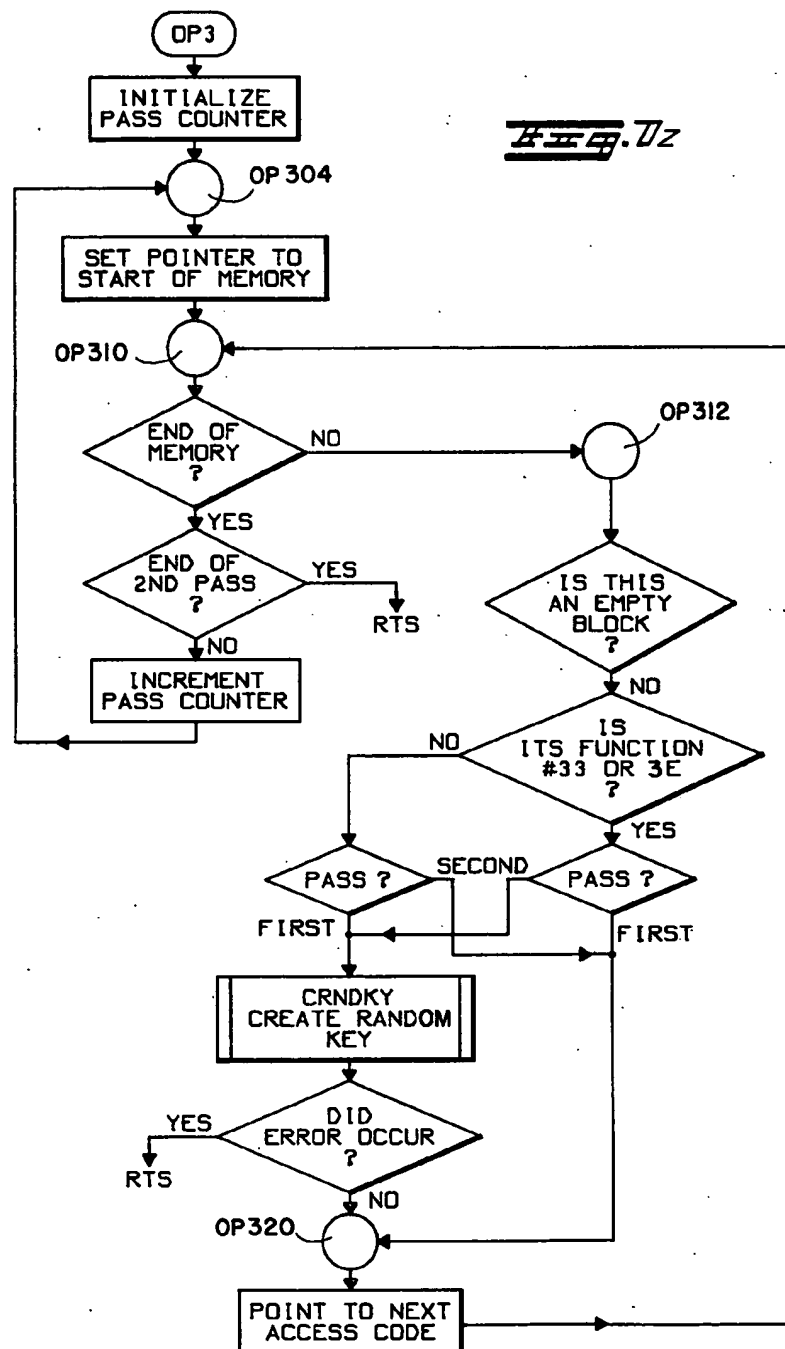 OP3
INITIALIZE
PASS COUNTER
Fig. 7z
OP304
SET POINTER TO
START OF MEMORY
OP310
END OF
MEMORY
?
NO
OP312
YES
END OF
2ND PASS
?
YES
RTS
IS THIS
AN EMPTY
BLOCK
?
NO
INCREMENT
PASS COUNTER
NO
IS
ITS FUNCTION
#33 OR 3E
?
NO
YES
PASS ?
SECOND
PASS ?
FIRST
FIRST
CRNDKY
CREATE RANDOM
KEY
YES
DID
ERROR OCCUR
?
RTS
NO
OP320
POINT TO NEXT
ACCESS CODE